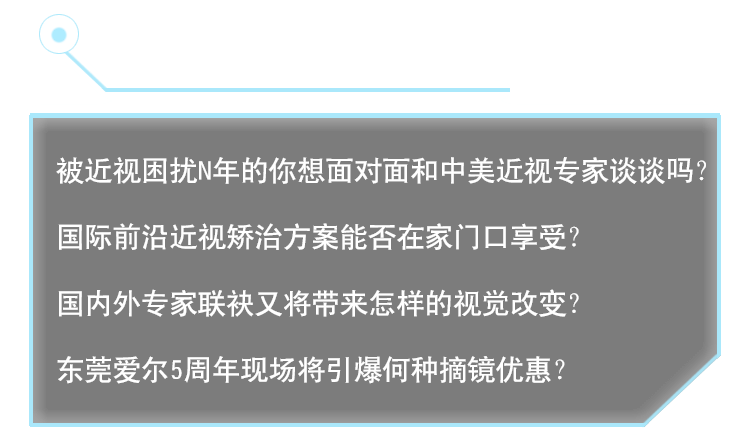 被近视困扰N年的你想面对面和中美近视专家谈谈吗？
国际前沿近视矫治方案能否在家门口享受？
国内外专家联袂又将带来怎样的视觉改变？
东莞爱尔5周年现场将引爆何种摘镜优惠？